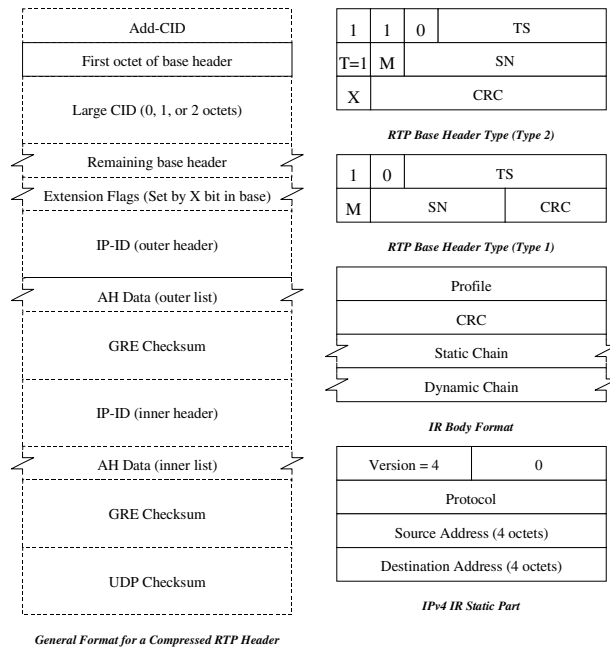 Add-CID
First octet of base header
Large CID (0, 1, or 2 octets)
Remaining base header
Extension Flags (Set by X bit in base)
IP-ID (outer header)
AH Data (outer list)
GRE Checksum
IP-ID (inner header)
AH Data (inner list)
GRE Checksum
UDP Checksum
General Format for a Compressed RTP Header
1 1 0 TS
T=1 M SN
X CRC
RTP Base Header Type (Type 2)
1 0 TS
M SN CRC
RTP Base Header Type (Type 1)
Profile
CRC
Static Chain
Dynamic Chain
IR Body Format
Version = 4 0
Protocol
Source Address (4 octets)
Destination Address (4 octets)
IPv4 IR Static Part